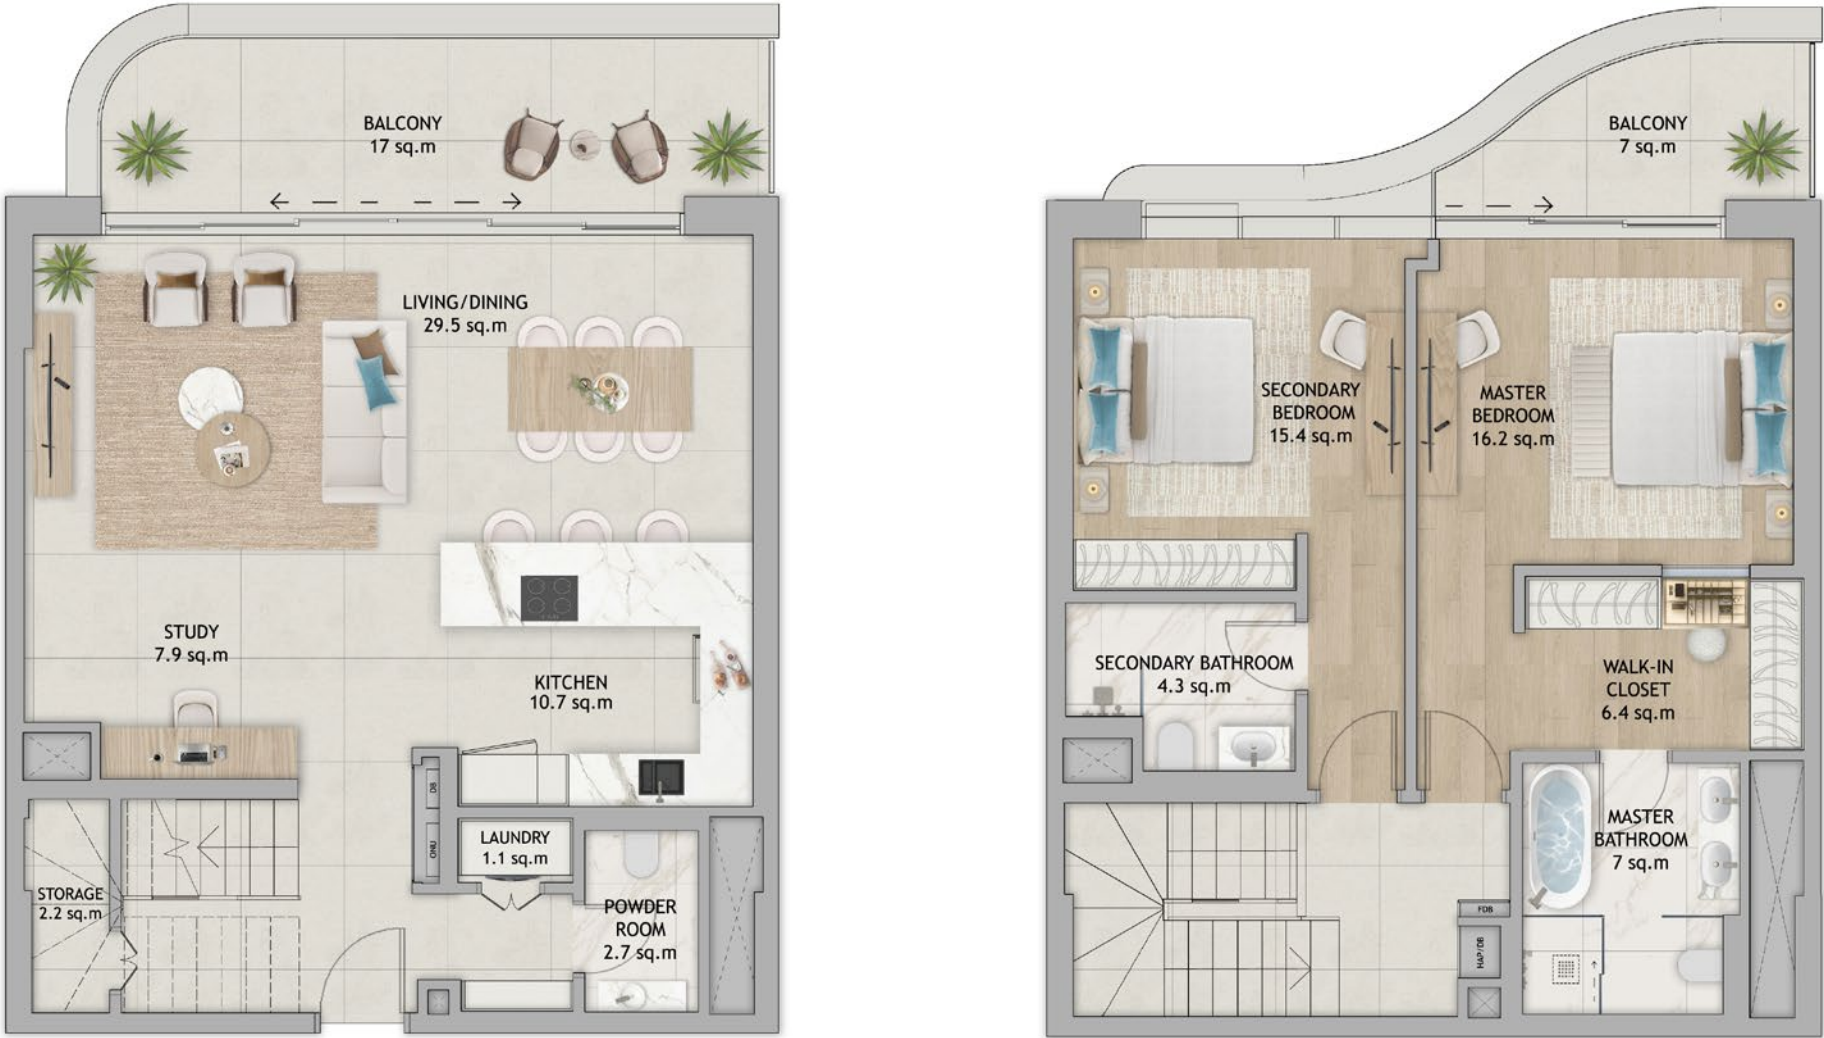 BALCONY
17 sq.m
LIVING/DINING
29.5 sq.m
STUDY
7.9 sq.m
KITCHEN
10.7 sq.m
DB
ONU
LAUNDRY
1.1 sq.m
STORAGE
2.2 sq.m
POWDER
ROOM
2.7 sq.m
BALCONY
7 sq.m
SECONDARY
BEDROOM
15.4 sq.m
MASTER
BEDROOM
16.2 sq.m
SECONDARY BATHROOM
4.3 sq.m
WALK-IN
CLOSET
6.4 sq.m
MASTER
BATHROOM
7 sq.m
FDB
HAP/DB